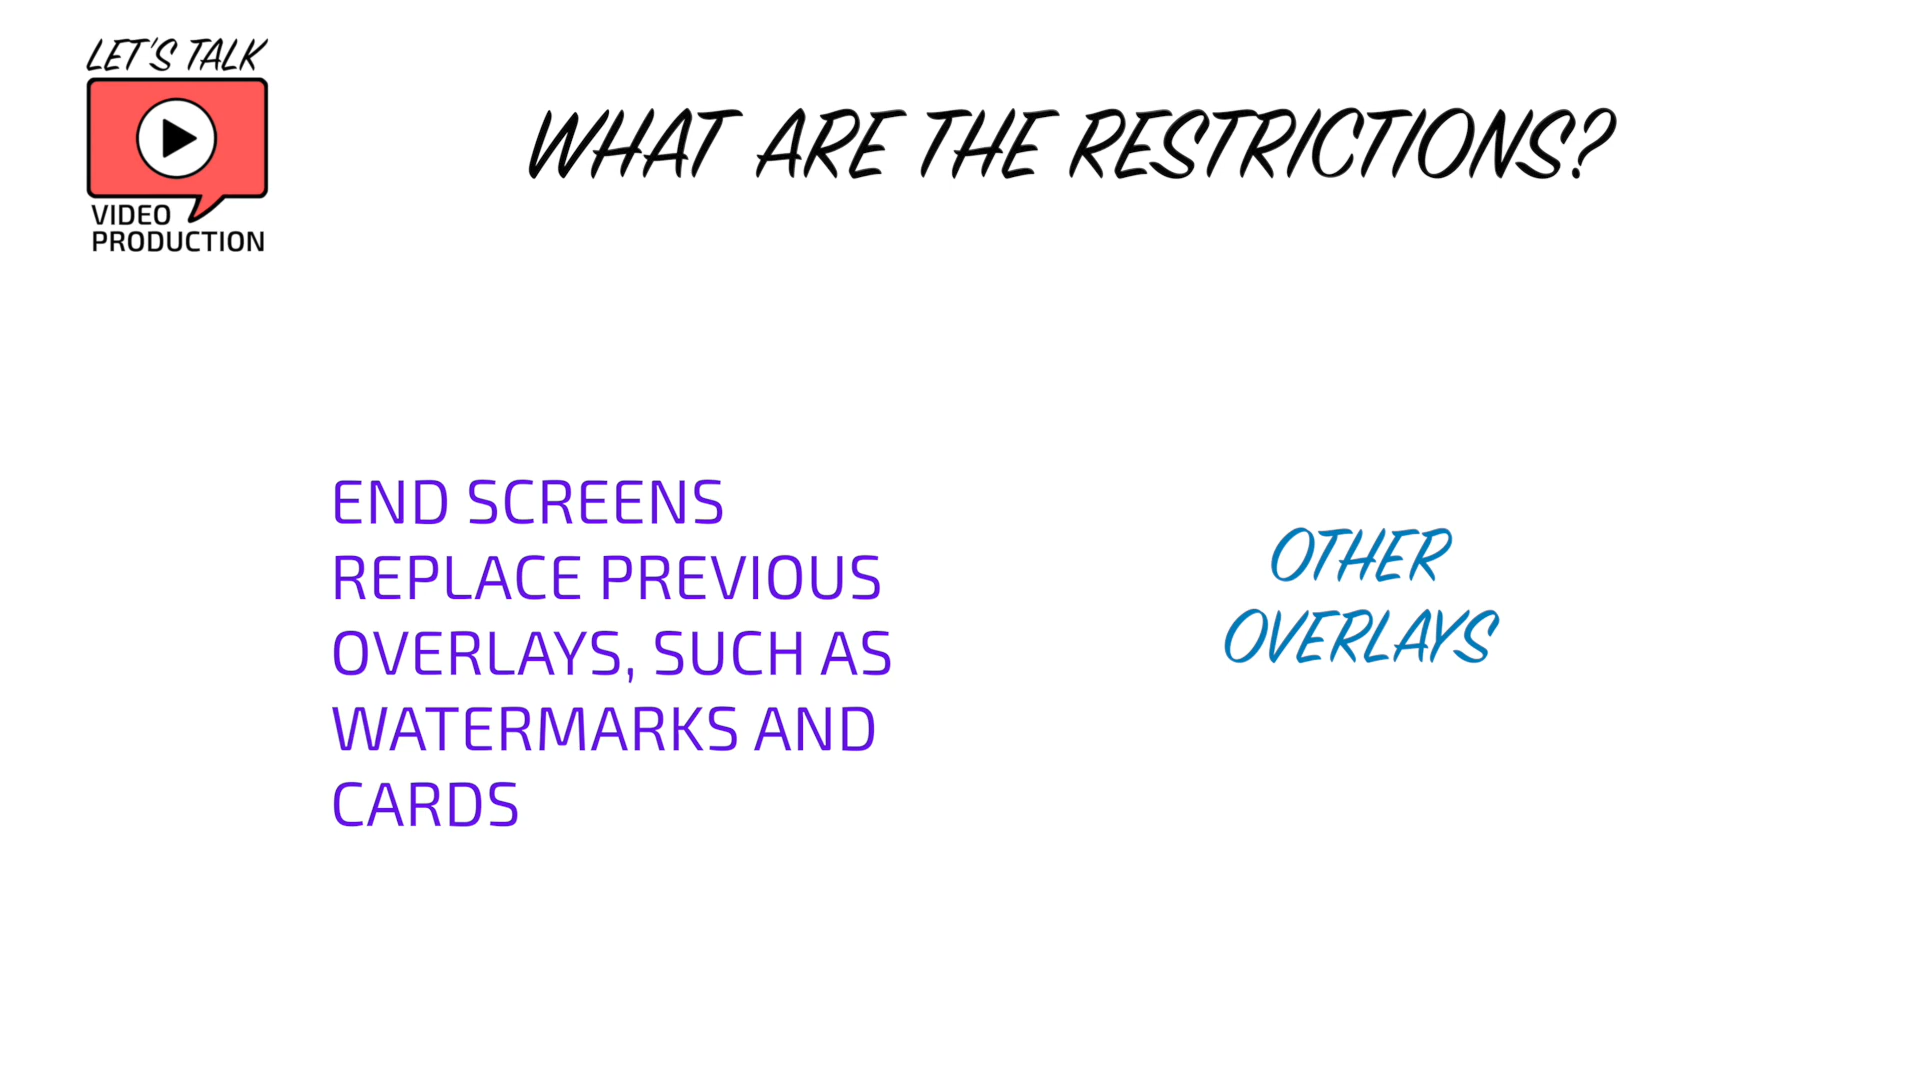 LET'S TALK
VIDEO
PRODUCTION
WHAT ARE THE RESTRICTIONS?
END SCREENS
REPLACE PREVIOUS
OVERLAYS, SUCH AS
WATERMARKS AND
CARDS
OTHER
OVERLAYS